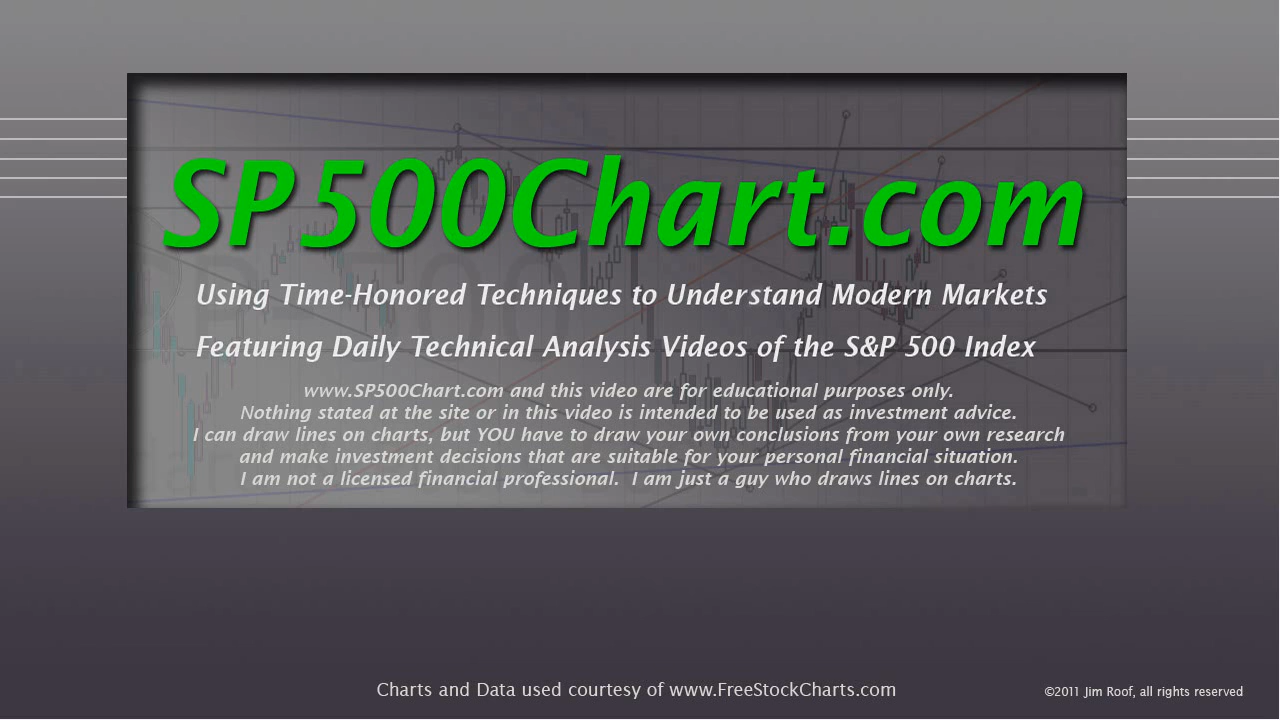 SP500Chart.com
Using Time-Honored Techniques to Understand Modern Markets
Featuring Daily Technical Analysis Videos of the S&P 500 Index
www.SP500Chart.com and this video are for educational purposes only.
Nothing stated at the site or in this video is intended to be used as investment advice.
I can draw lines on charts, but YOU have to draw your own conclusions from your own research
and make investment decisions that are suitable for your personal financial situation.
I am not a licensed financial professional.  I am just a guy who draws lines on charts.
Charts and Data used courtesy of www.FreeStockCharts.com
©2011 Jim Roof, all rights reserved